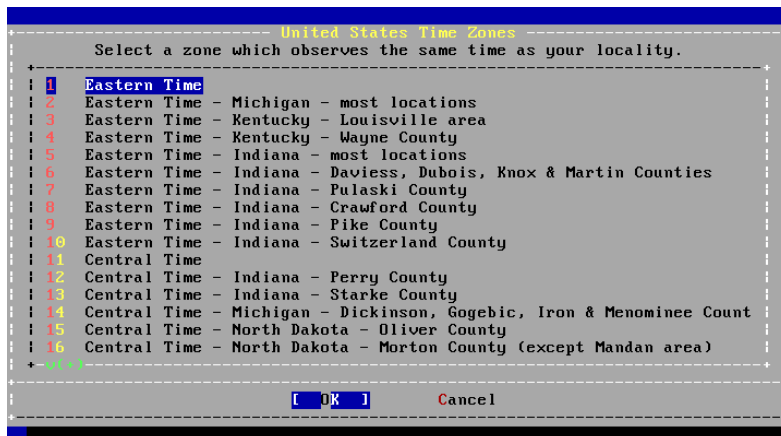 United States Time Zones
Select a zone which observes the same time as your locality.
1 Eastern Time
2 Eastern Time - Michigan - most locations
3 Eastern Time - Kentucky - Louisville area
4 Eastern Time - Kentucky - Wayne County
5 Eastern Time - Indiana - most locations
6 Eastern Time - Indiana - Daviess, Dubois, Knox & Martin Counties
7 Eastern Time - Indiana - Pulaski County
8 Eastern Time - Indiana - Crawford County
9 Eastern Time - Indiana - Pike County
10 Eastern Time - Indiana - Switzerland County
11 Central Time
12 Central Time - Indiana - Perry County
13 Central Time - Indiana - Starke County
14 Central Time - Michigan - Dickinson, Gogebic, Iron & Menominee Count
15 Central Time - North Dakota - Oliver County
16 Central Time - North Dakota - Morton County (except Mandan area)
v(+)
[ OK ] Cancel